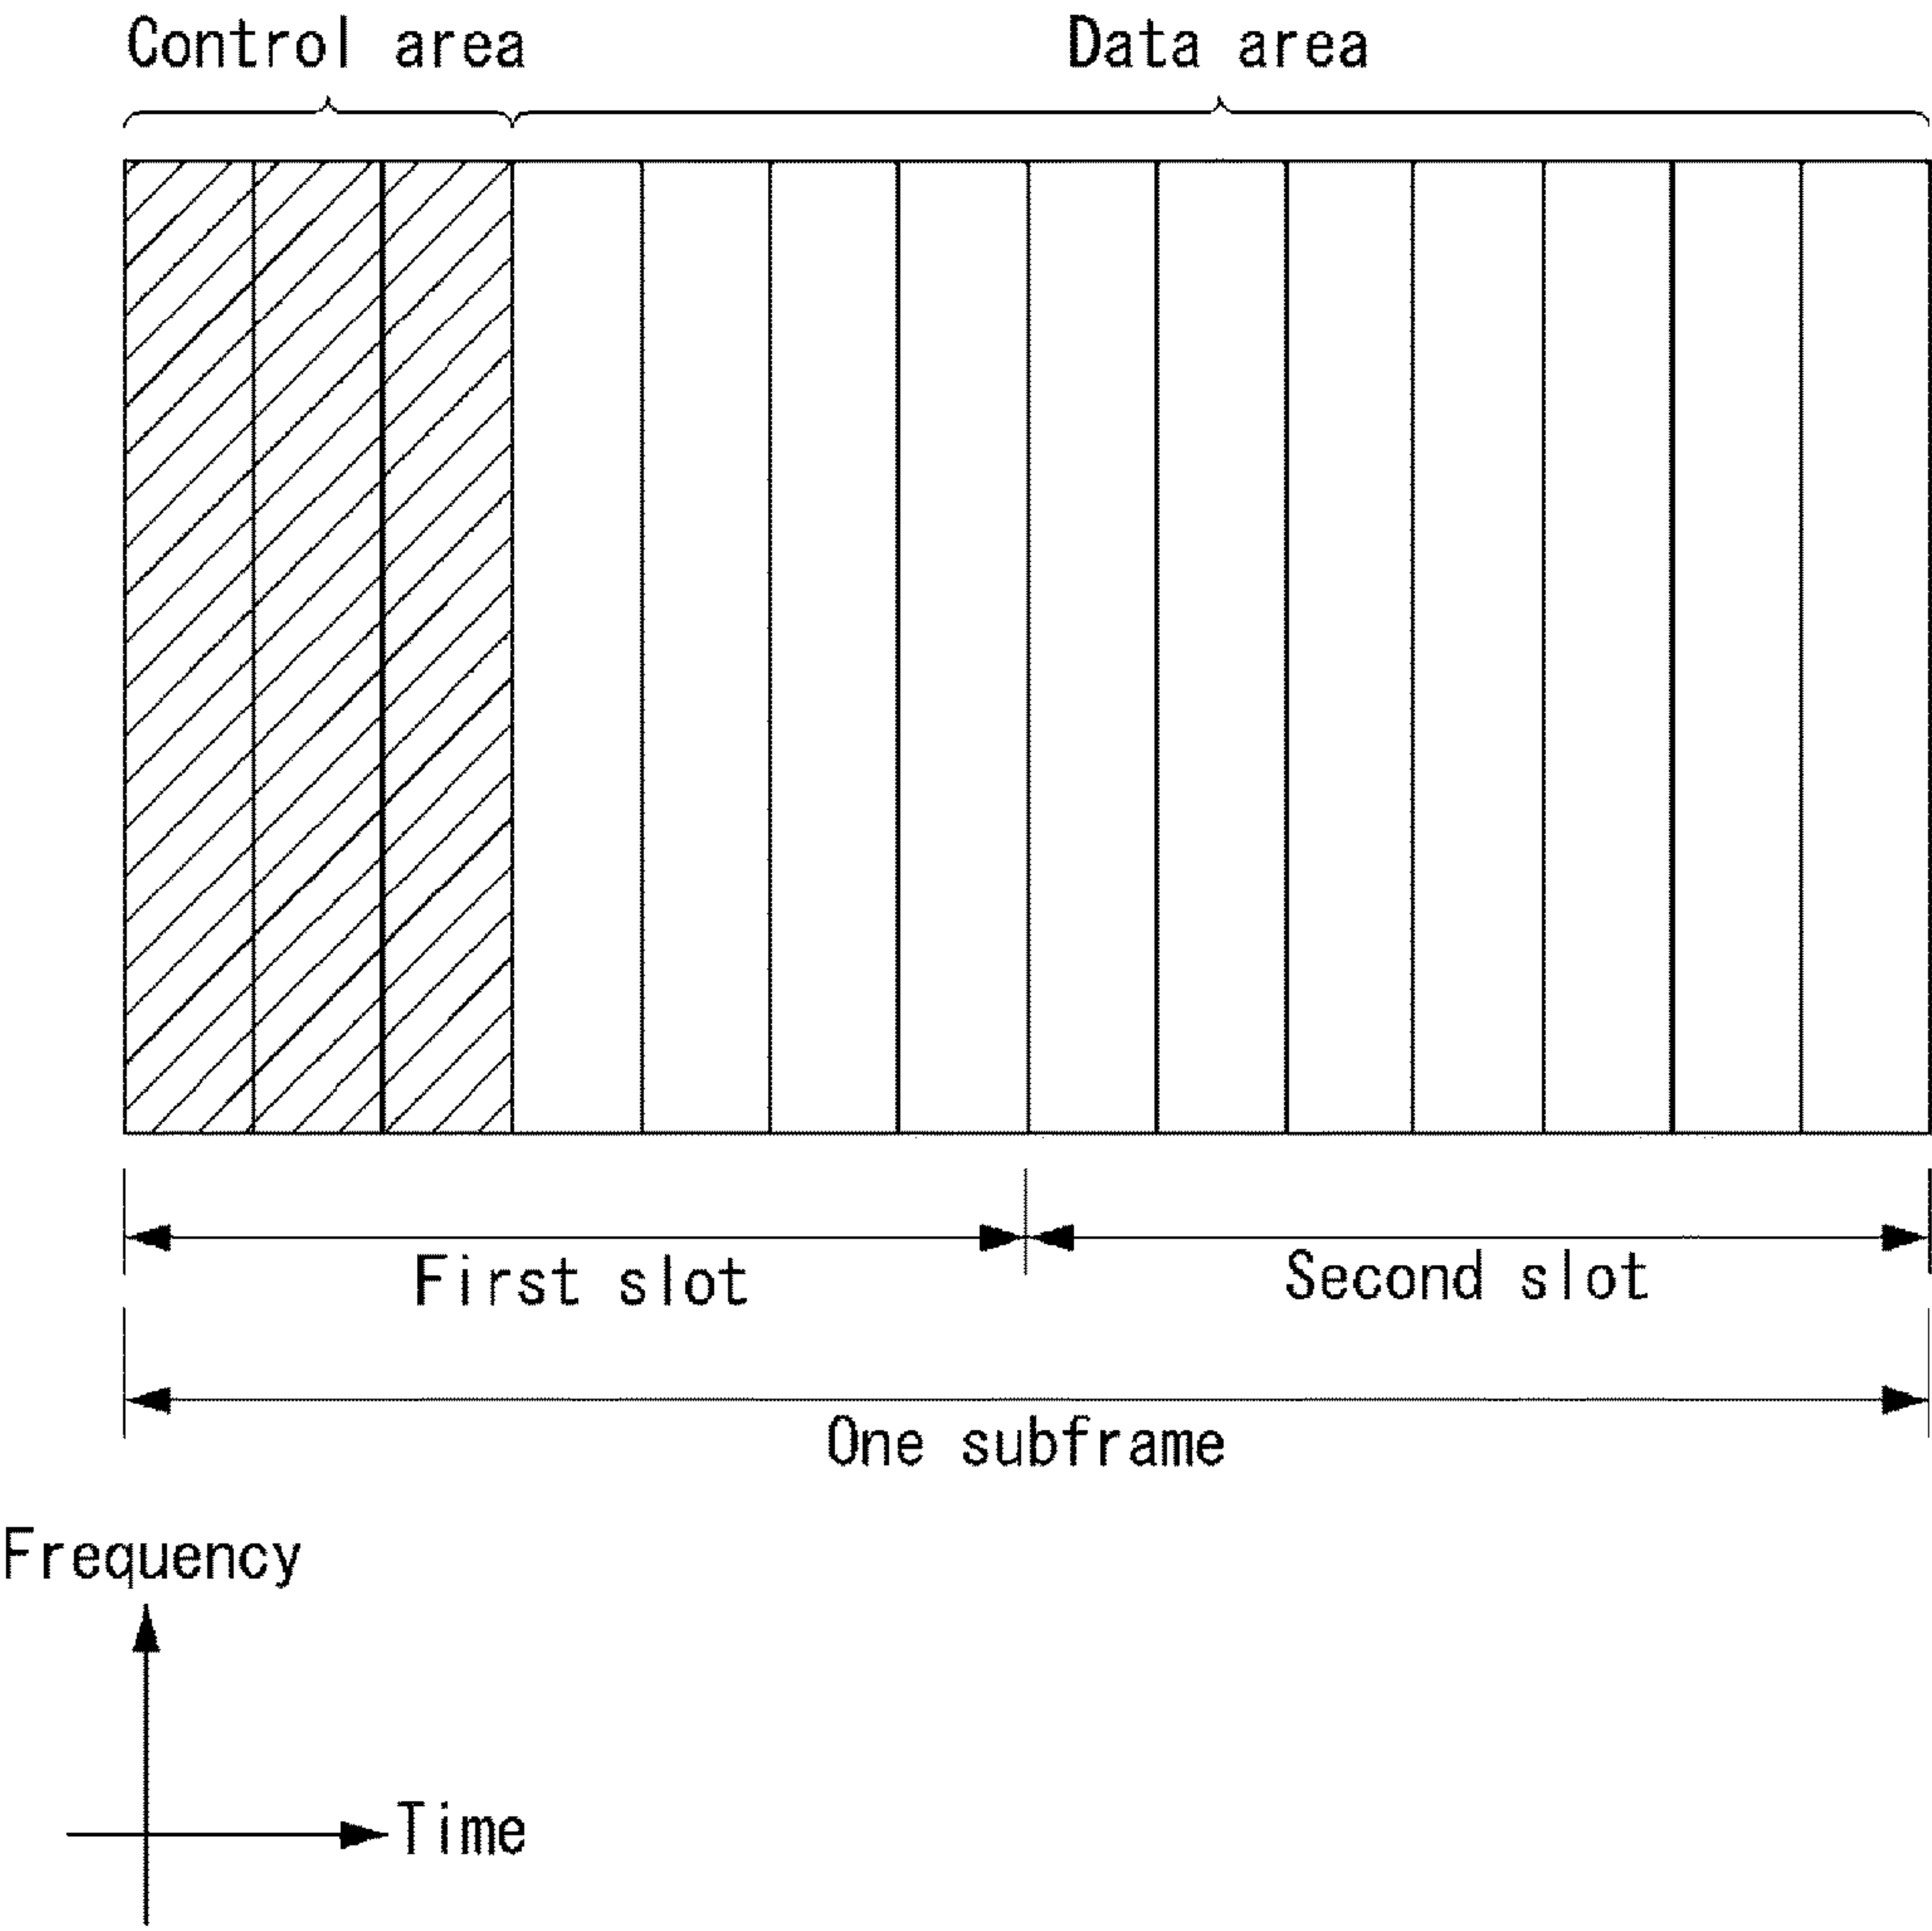 Control area
Data area
First slot
Second slot
One subframe
Frequency
Time